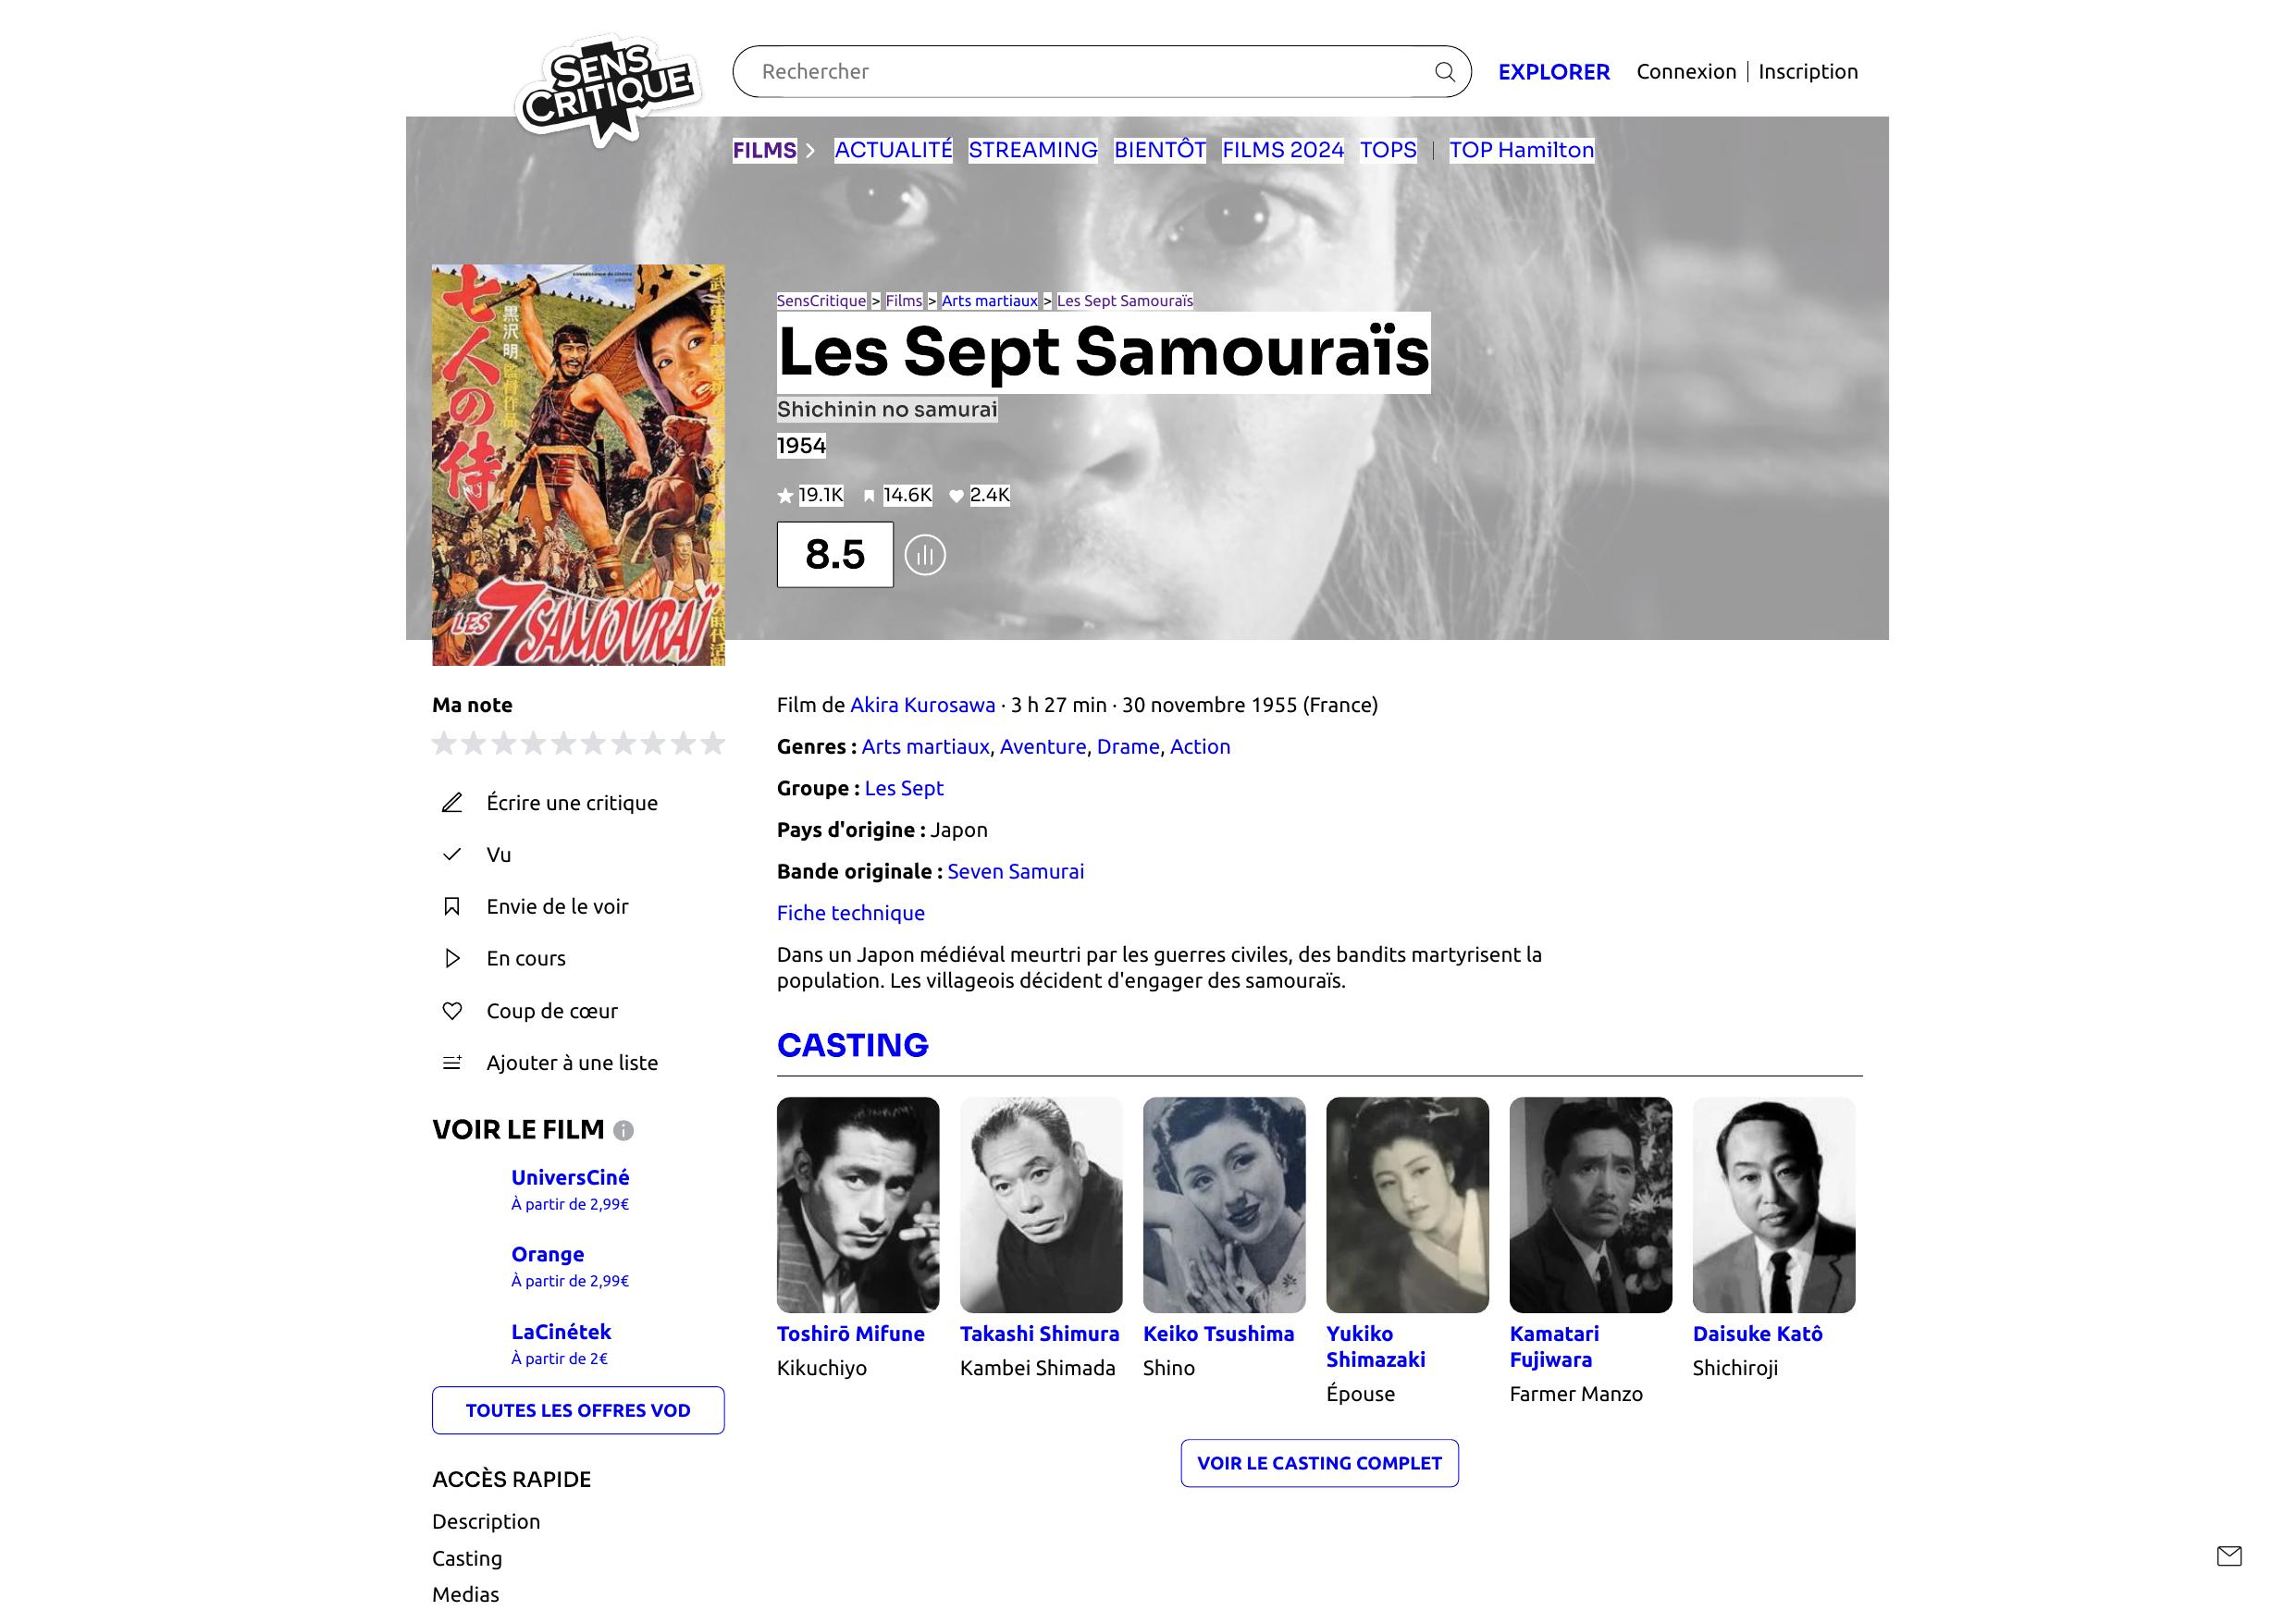 SENS
CRITIQUE
Rechercher
EXPLORER
Connexion | Inscription
FILMS
ACTUALITÉ
STREAMING
BIENTÔT
FILMS 2024
TOPS
TOP Hamilton
七人の侍
LES 7 SAMOURAÏ
SensCritique > Films > Arts martiaux > Les Sept Samouraïs
Les Sept Samouraïs
Shichinin no samurai
1954
19.1K
14.6K
2.4K
8.5
Ma note
Écrire une critique
Vu
Envie de le voir
En cours
Coup de cœur
Ajouter à une liste
VOIR LE FILM
UniversCiné
À partir de 2,99€
Orange
À partir de 2,99€
LaCinétek
À partir de 2€
TOUTES LES OFFRES VOD
ACCÈS RAPIDE
Description
Casting
Medias
Film de Akira Kurosawa · 3 h 27 min · 30 novembre 1955 (France)
Genres : Arts martiaux, Aventure, Drame, Action
Groupe : Les Sept
Pays d'origine : Japon
Bande originale : Seven Samurai
Fiche technique
Dans un Japon médiéval meurtri par les guerres civiles, des bandits martyrisent la
population. Les villageois décident d'engager des samouraïs.
CASTING
Toshirō Mifune
Kikuchiyo
Takashi Shimura
Kambei Shimada
Keiko Tsushima
Shino
Yukiko
Shimazaki
Épouse
Kamatari
Fujiwara
Farmer Manzo
Daisuke Katô
Shichiroji
VOIR LE CASTING COMPLET